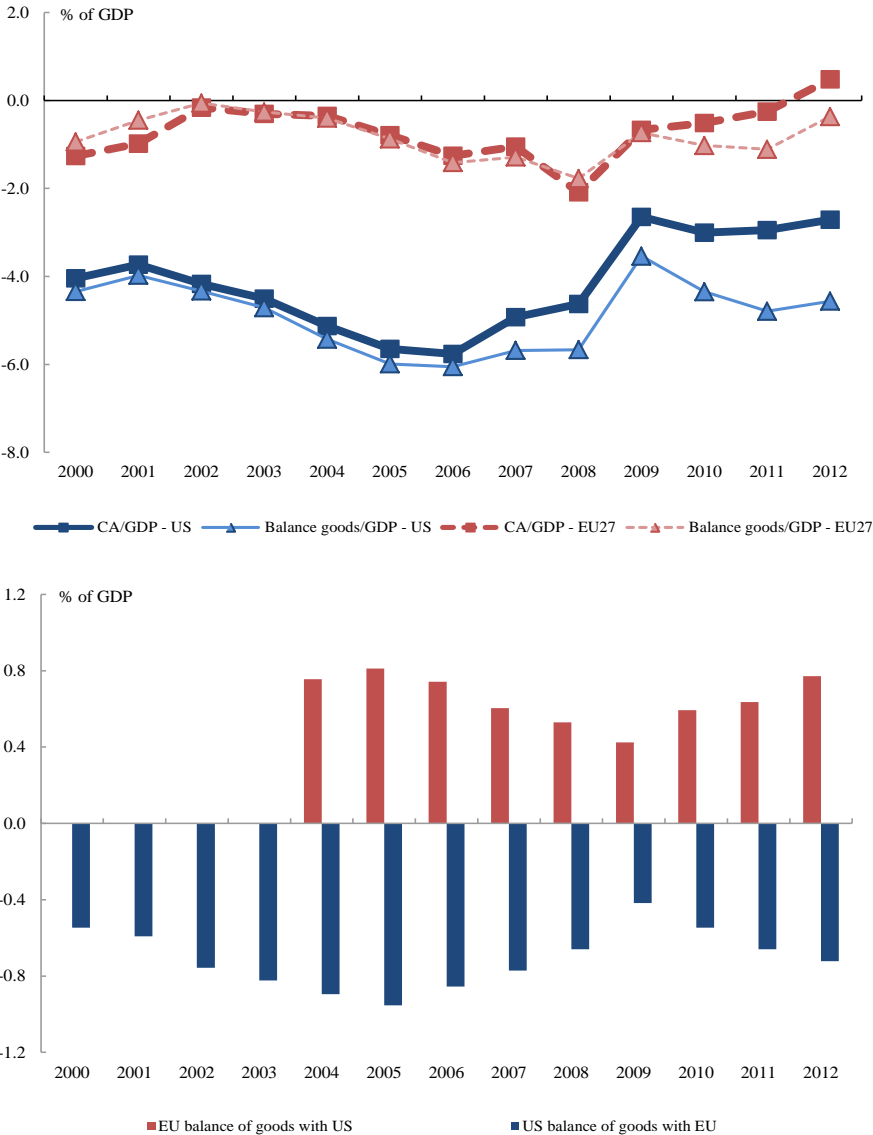 2.0 % of GDP
0.0
-2.0
-4.0
-6.0
-8.0
2000 2001 2002 2003 2004 2005 2006 2007 2008 2009 2010 2011 2012
CA/GDP - US Balance goods/GDP - US CA/GDP - EU27 Balance goods/GDP - EU27
1.2 % of GDP
0.8
0.4
0.0
-0.4
-0.8
-1.2
2000 2001 2002 2003 2004 2005 2006 2007 2008 2009 2010 2011 2012
EU balance of goods with US US balance of goods with EU